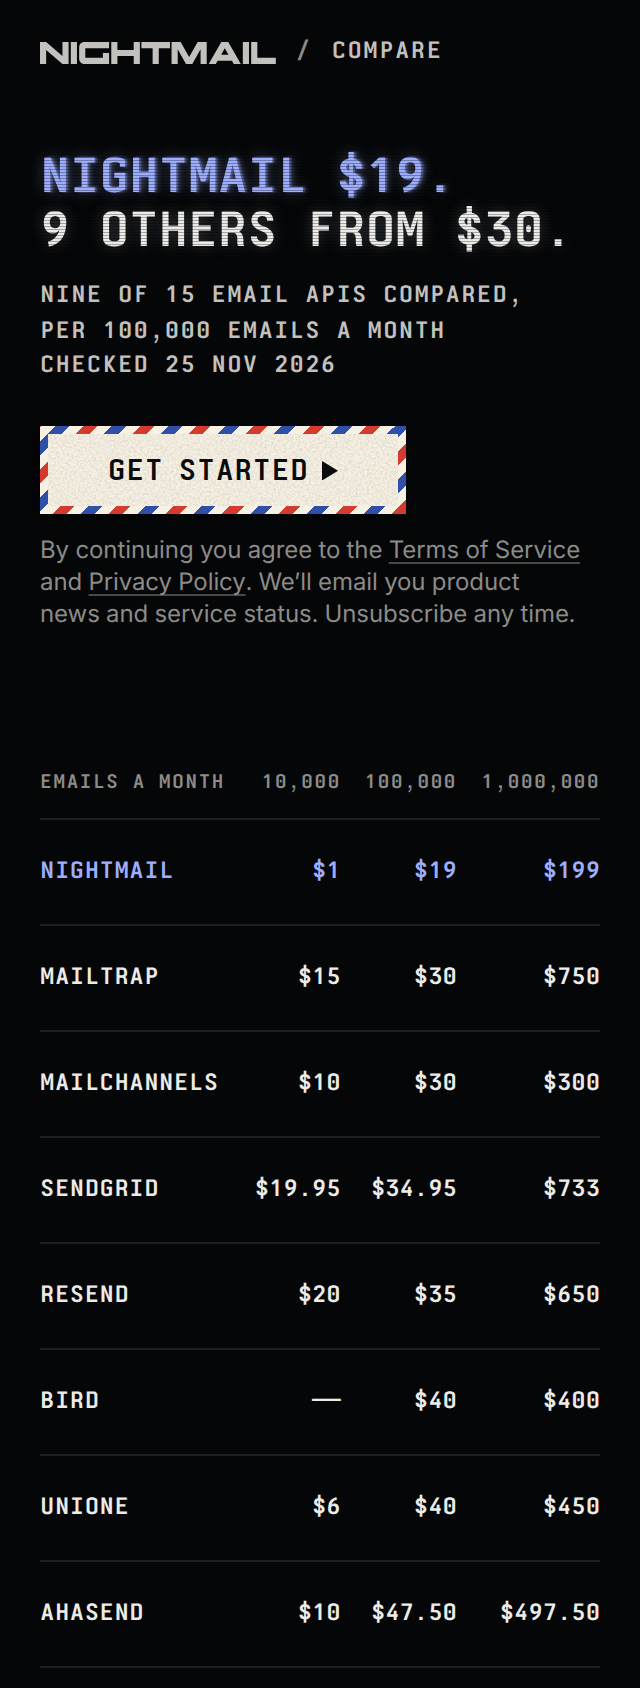 NIGHTMAIL / COMPARE
NIGHTMAIL $19.
9 OTHERS FROM $30.
NINE OF 15 EMAIL APIS COMPARED,
PER 100,000 EMAILS A MONTH
CHECKED 25 NOV 2026
GET STARTED ▶
By continuing you agree to the Terms of Service
and Privacy Policy. We’ll email you product
news and service status. Unsubscribe any time.
EMAILS A MONTH 10,000 100,000 1,000,000
NIGHTMAIL $1 $19 $199
MAILTRAP $15 $30 $750
MAILCHANNELS $10 $30 $300
SENDGRID $19.95 $34.95 $733
RESEND $20 $35 $650
BIRD — $40 $400
UNIONE $6 $40 $450
AHASEND $10 $47.50 $497.50